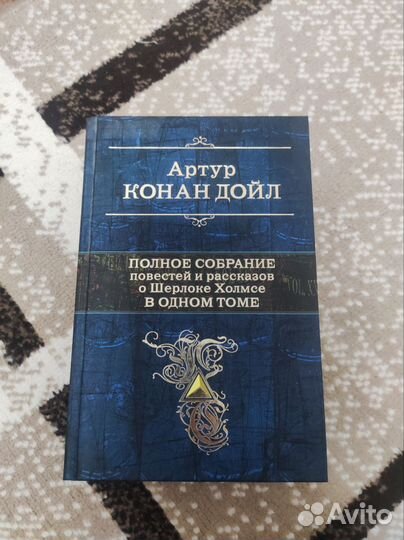 Артур
КОНАН ДОЙЛ
ПОЛНОЕ СОБРАНИЕ
повестей и рассказов
о Шерлоке Холмсе
В ОДНОМ ТОМЕ
Avito